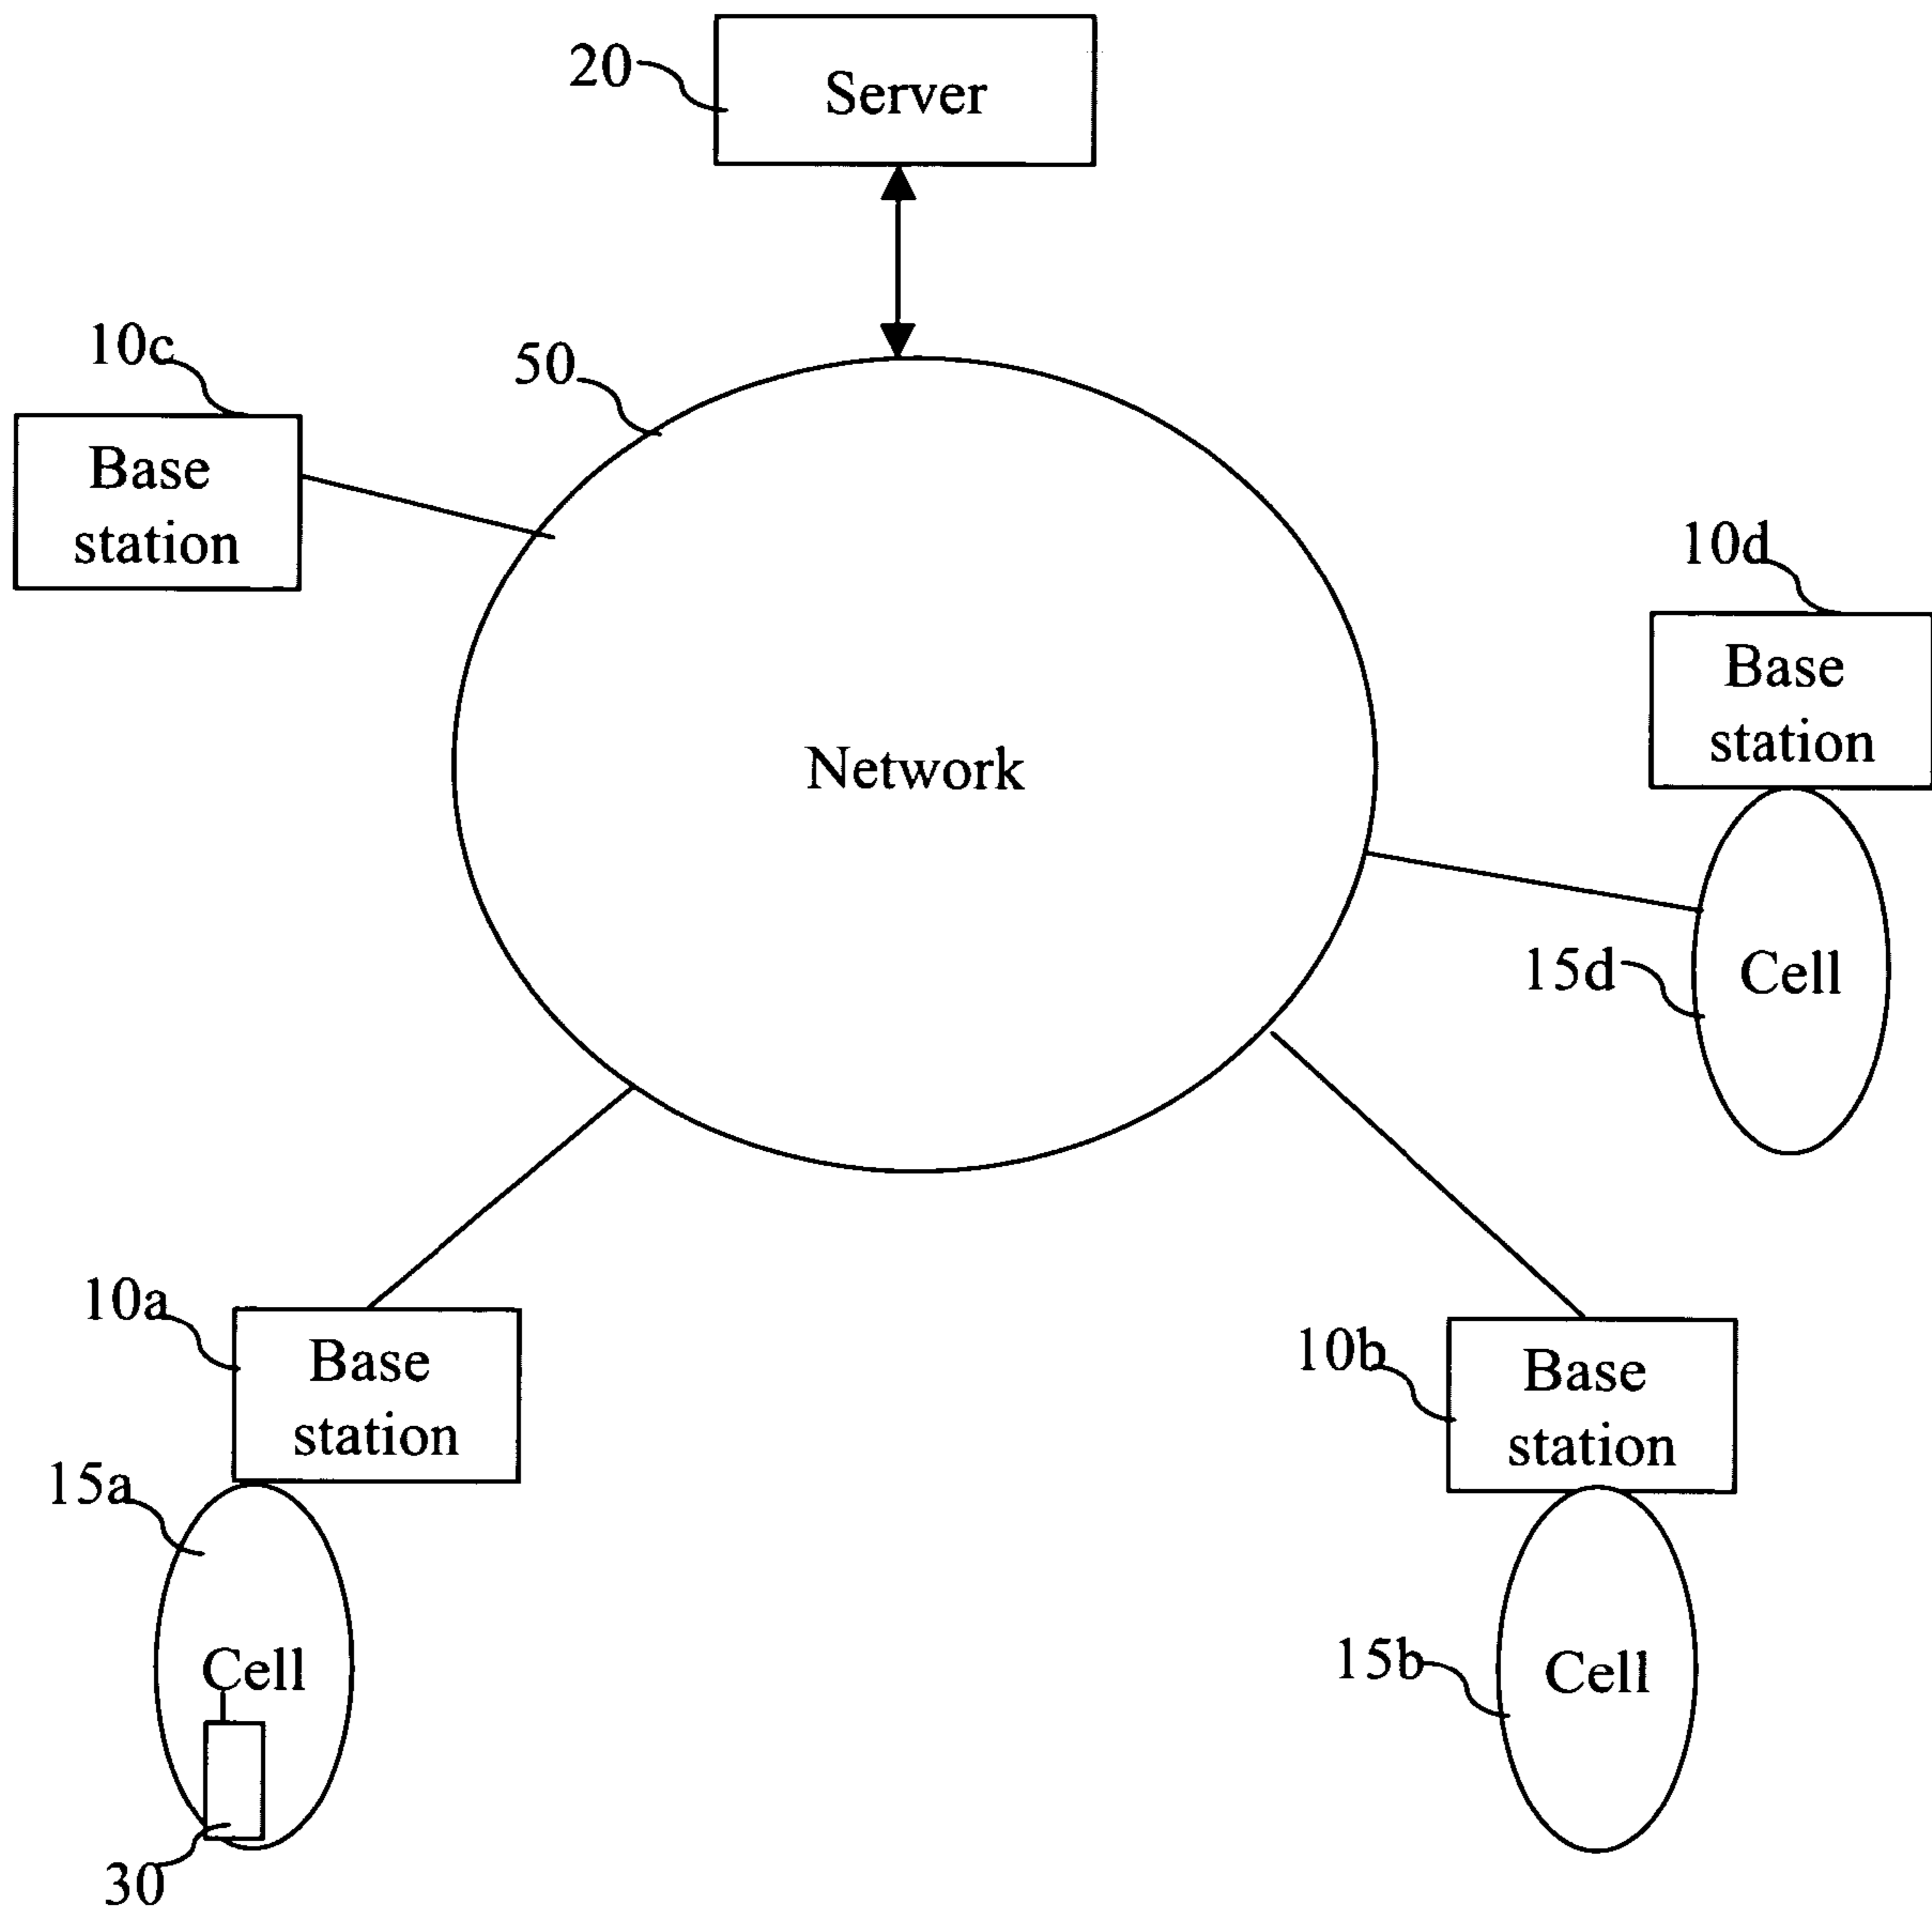 20
Server
10c
50
Base
station
10d
Base
station
Network
15d
Cell
10a
Base
station
10b
Base
station
15a
Cell
15b
Cell
30